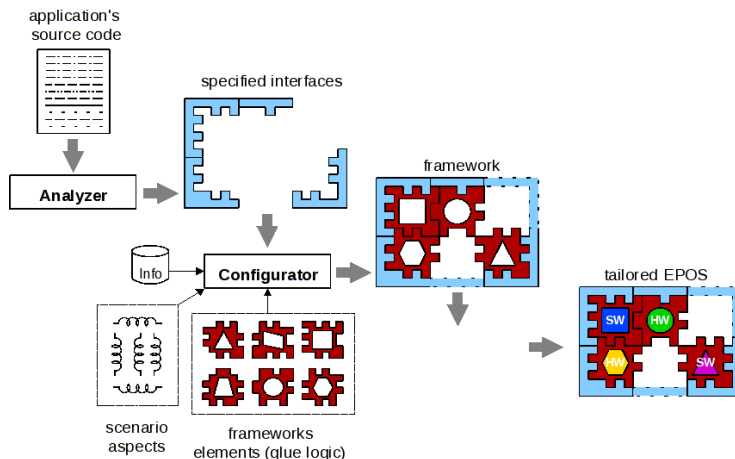 application's
source code
specified interfaces
framework
Analyzer
Info
Configurator
tailored EPOS
SW
HW
HW
SW
scenario
aspects
frameworks
elements (glue logic)